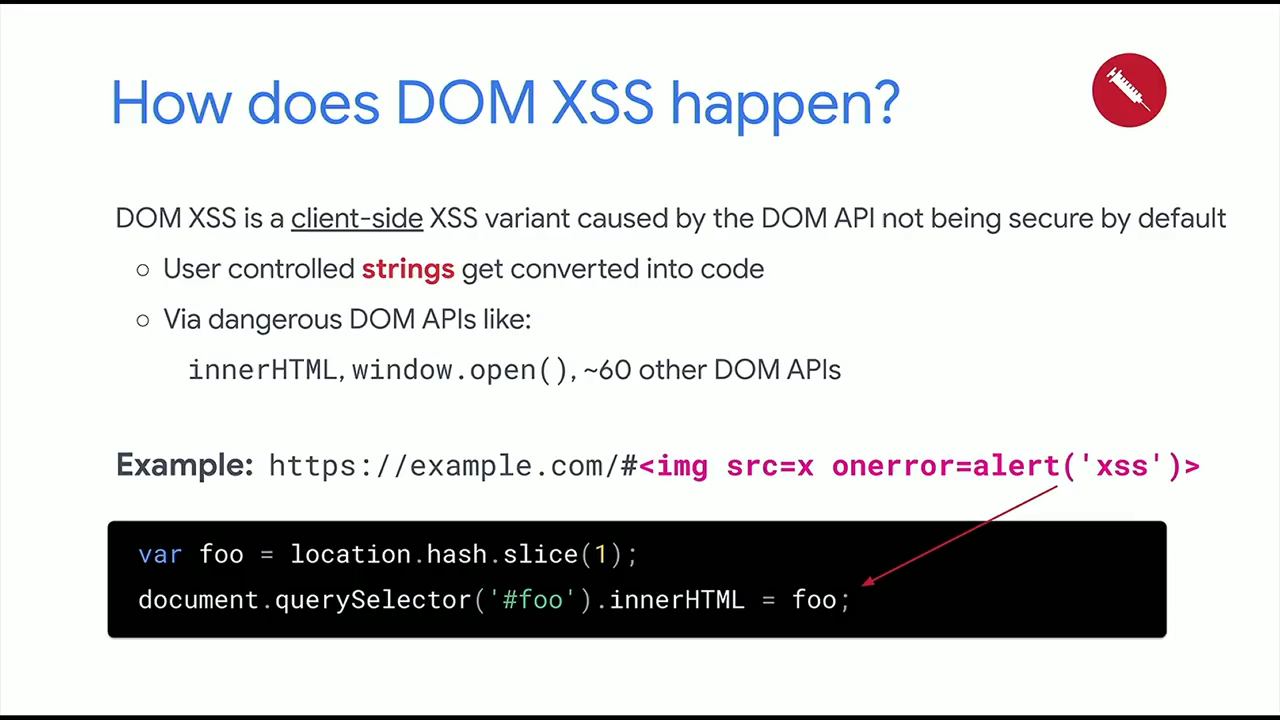 How does DOM XSS happen?
DOM XSS is a client-side XSS variant caused by the DOM API not being secure by default
○ User controlled strings get converted into code
○ Via dangerous DOM APIs like:
innerHTML, window.open(), ~60 other DOM APIs
Example: https://example.com/#<img src=x onerror=alert('xss')>
var foo = location.hash.slice(1);
document.querySelector('#foo').innerHTML = foo;